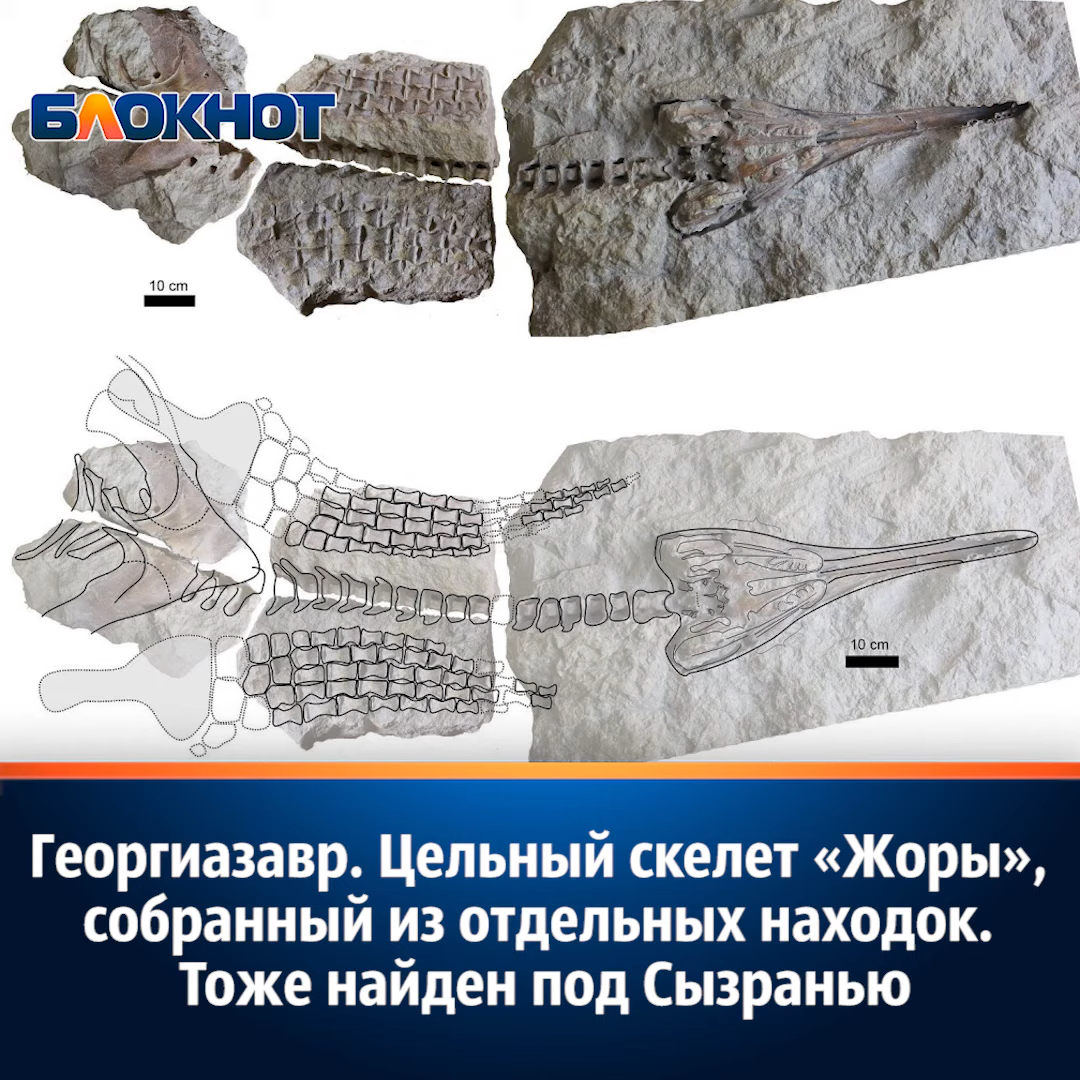 БЛОКНОТ
10 cm
10 cm
Георгиазавр. Цельный скелет «Жоры»,
собранный из отдельных находок.
Тоже найден под Сызранью